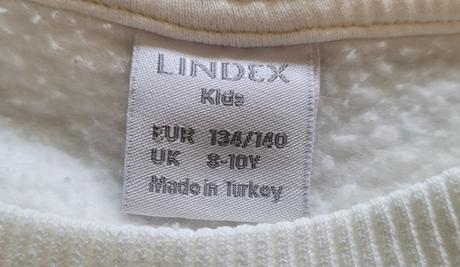 LINDEX
Kids
EUR 134/140
UK 8-10Y
Made in Turkey